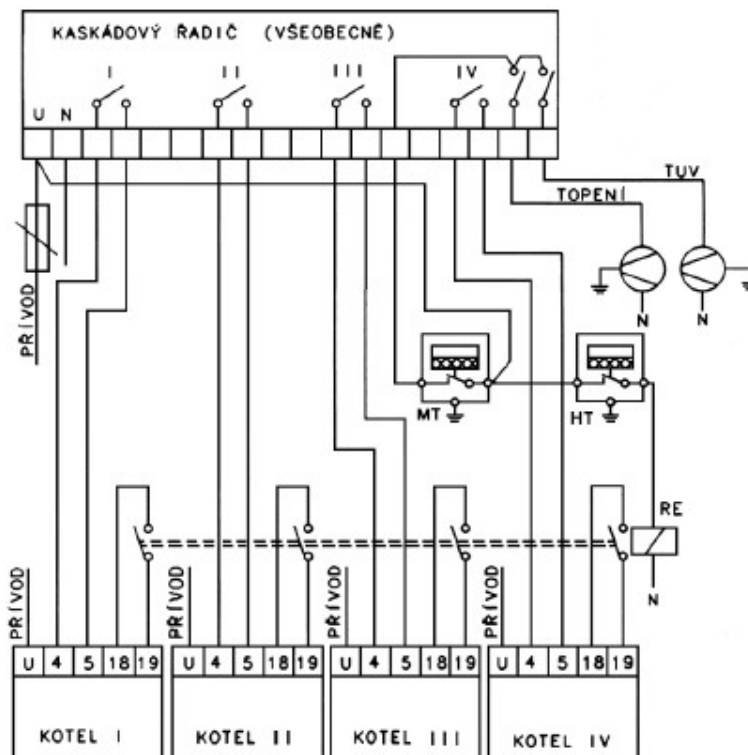 KASKÁDOVÝ ŘADIČ (VŠEOBECNĚ)
I II III IV
U N
TUV
TOPENÍ
PŘÍVOD
N N
MT HT
RE
N
PŘÍVOD PŘÍVOD PŘÍVOD PŘÍVOD
U 4 5 18 19 U 4 5 18 19 U 4 5 18 19 U 4 5 18 19
KOTEL I KOTEL II KOTEL III KOTEL IV